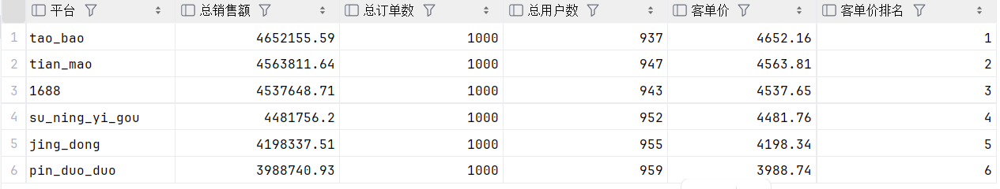 平台 总销售额 总订单数 总用户数 客单价 客单价排名
1 tao_bao 4652155.59 1000 937 4652.16 1
2 tian_mao 4563811.64 1000 947 4563.81 2
3 1688 4537648.71 1000 943 4537.65 3
4 su_ning_yi_gou 4481756.2 1000 952 4481.76 4
5 jing_dong 4198337.51 1000 955 4198.34 5
6 pin_duo_duo 3988740.93 1000 959 3988.74 6